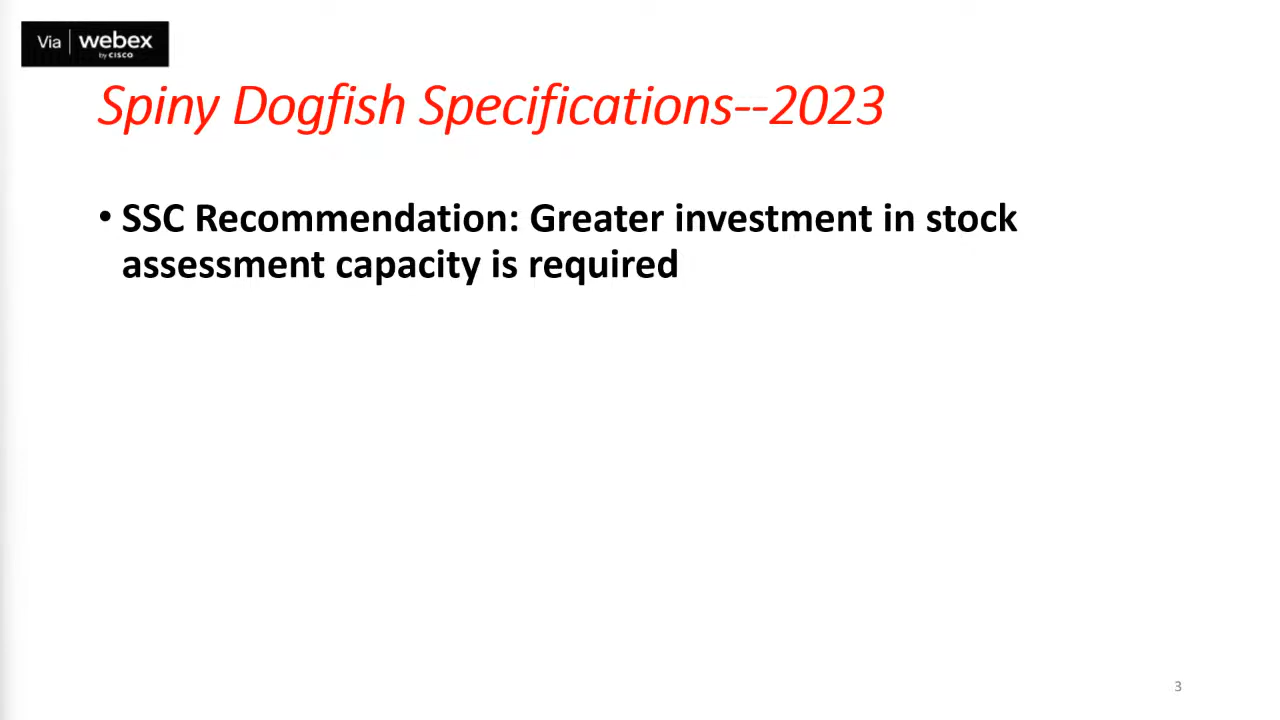 Via | webex
by CISCO
Spiny Dogfish Specifications--2023
• SSC Recommendation: Greater investment in stock
assessment capacity is required
3